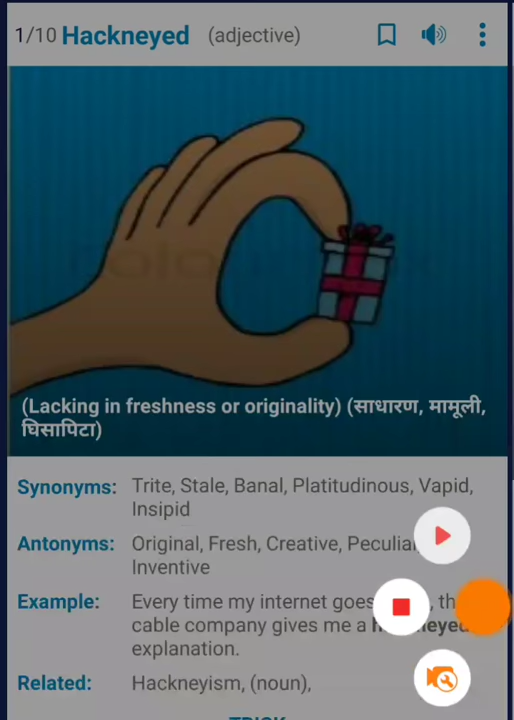 1/10 Hackneyed (adjective)
(Lacking in freshness or originality) (साधारण, मामूली,
घिसापिटा)
Synonyms: Trite, Stale, Banal, Platitudinous, Vapid,
Insipid
Antonyms: Original, Fresh, Creative,
Inventive
Example: Every time my internet goes
cable company gives me a
explanation.
Related: Hackneyism, (noun),
TRICK